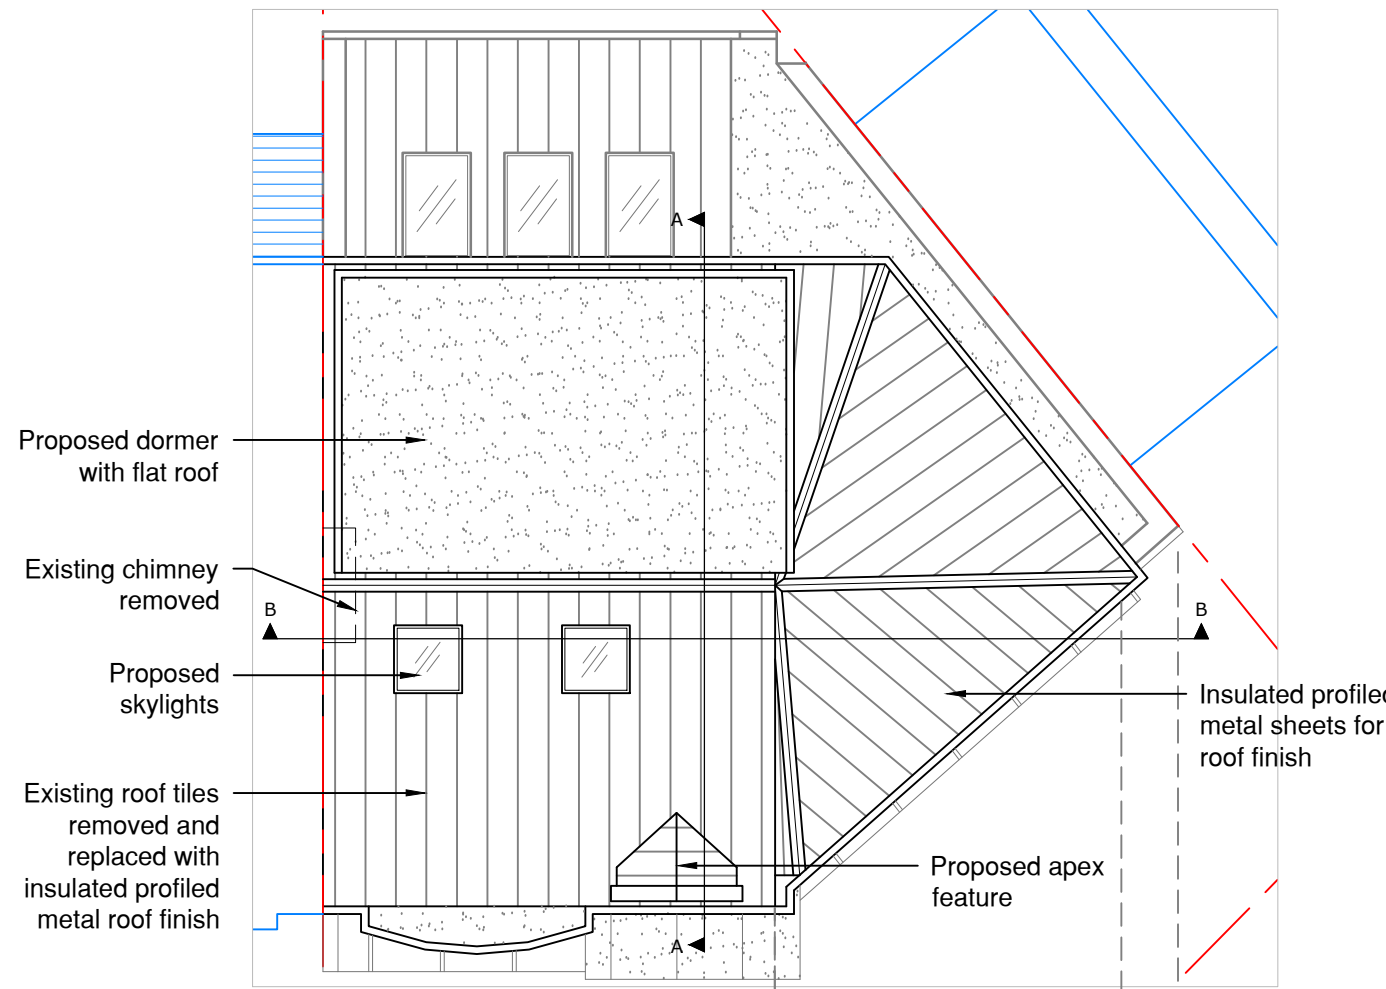 A
Proposed dormer
with flat roof
Existing chimney
removed
B
B
Proposed
skylights
Insulated profiled
metal sheets for
roof finish
Existing roof tiles
removed and
replaced with
insulated profiled
metal roof finish
Proposed apex
feature
A